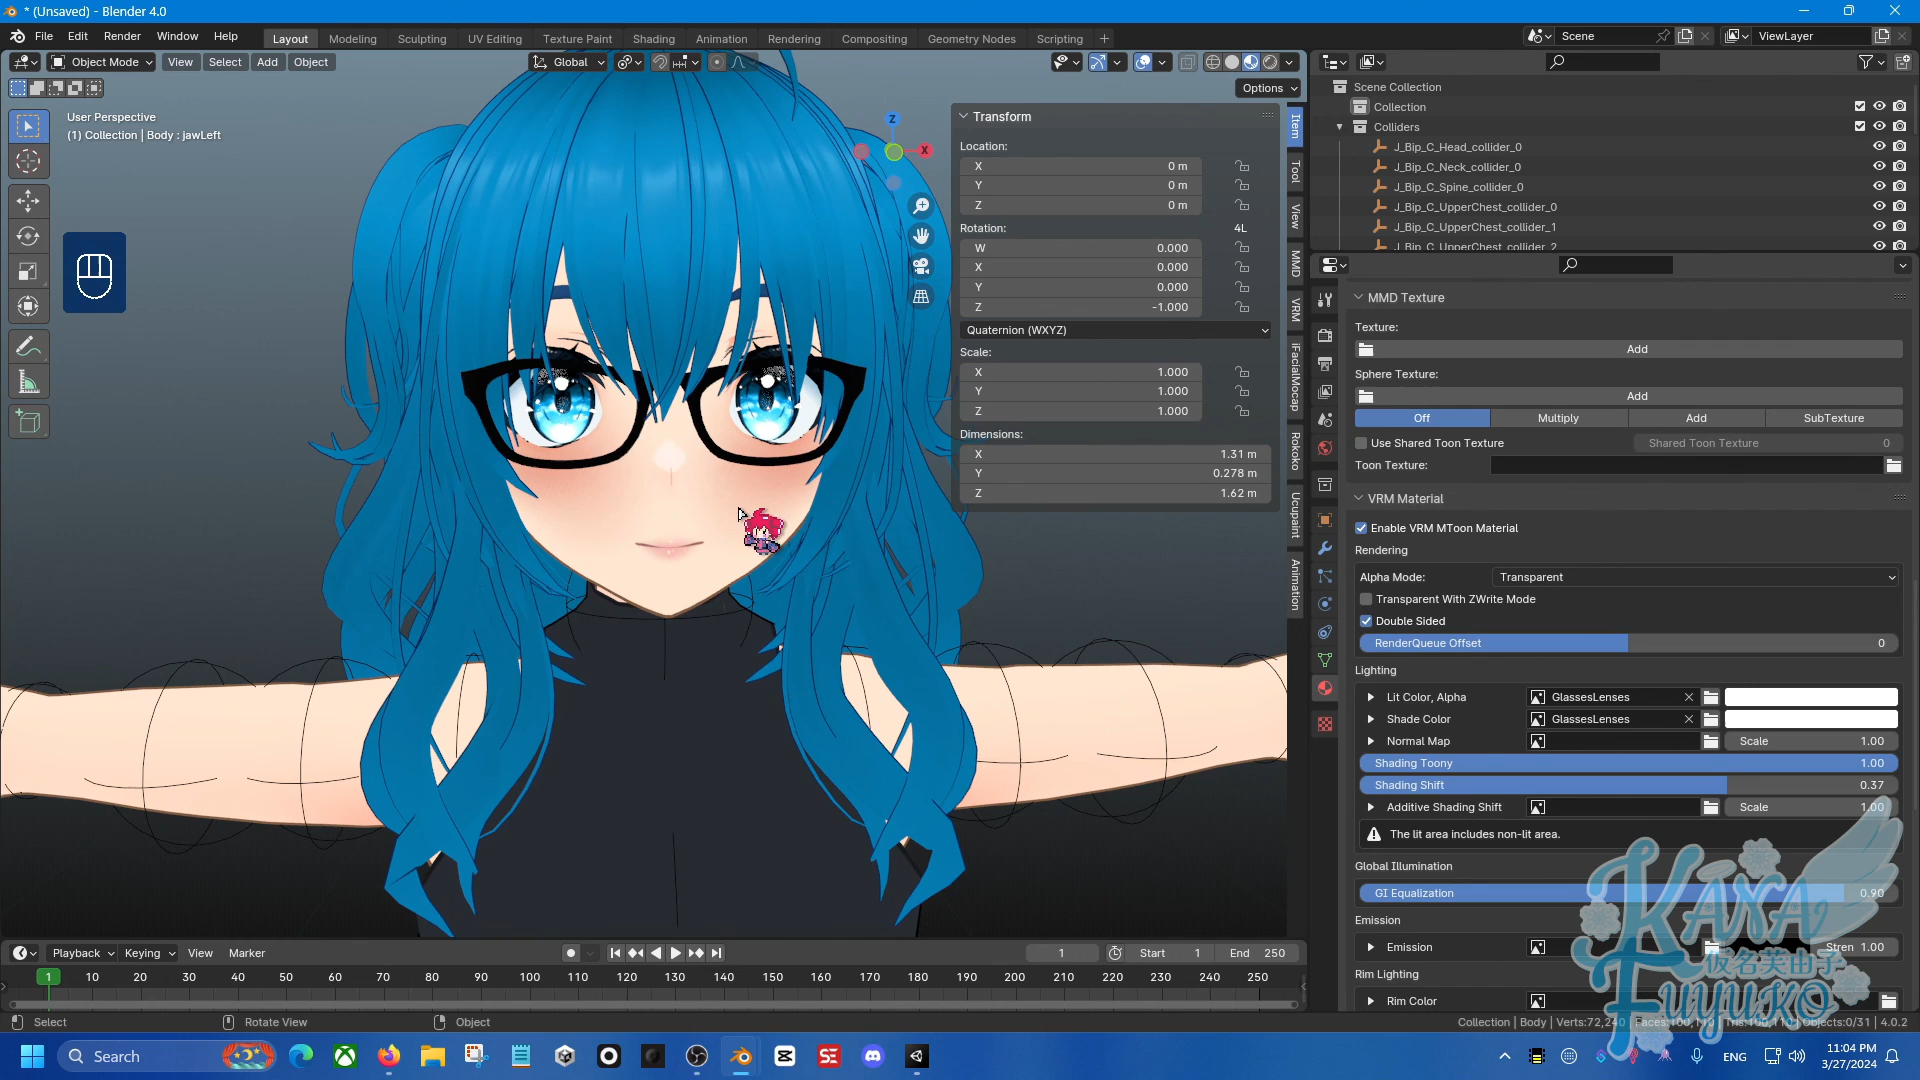 * (Unsaved) - Blender 4.0
File Edit Render Window Help
Layout Modeling Sculpting UV Editing Texture Paint Shading Animation Rendering Compositing Geometry Nodes Scripting +
Scene
ViewLayer
Object Mode View Select Add Object
Global
Options
User Perspective
(1) Collection | Body : jawLeft
Z
X
Transform
Location:
X 0 m
Y 0 m
Z 0 m
Rotation: 4L
W 0.000
X 0.000
Y 0.000
Z -1.000
Quaternion (WXYZ)
Scale:
X 1.000
Y 1.000
Z 1.000
Dimensions:
X 1.31 m
Y 0.278 m
Z 1.62 m
Item
Tool
View
MMD
VRM
iFacialMocap
Rokoko
Ucupaint
Animation
Scene Collection
Collection
Colliders
J_Bip_C_Head_collider_0
J_Bip_C_Neck_collider_0
J_Bip_C_Spine_collider_0
J_Bip_C_UpperChest_collider_0
J_Bip_C_UpperChest_collider_1
J_Bip_C_UpperChest_collider_2
MMD Texture
Texture:
Add
Sphere Texture:
Add
Off Multiply Add SubTexture
Use Shared Toon Texture Shared Toon Texture 0
Toon Texture:
VRM Material
Enable VRM MToon Material
Rendering
Alpha Mode: Transparent
Transparent With ZWrite Mode
Double Sided
RenderQueue Offset 0
Lighting
Lit Color, Alpha GlassesLenses
Shade Color GlassesLenses
Normal Map Scale 1.00
Shading Toony 1.00
Shading Shift 0.37
Additive Shading Shift Scale 1.00
The lit area includes non-lit area.
Global Illumination
GI Equalization 0.90
Emission
Emission Stren 1.00
Rim Lighting
Rim Color
KANA
仮名芙由子
FUYUKO
Playback Keying View Marker
1 Start 1 End 250
1 10 20 30 40 50 60 70 80 90 100 110 120 130 140 150 160 170 180 190 200 210 220 230 240 250
Select Rotate View Object
Collection | Body | Verts:72,240 | Faces:100,110 | Tris:100,110 | Objects:0/31 | 4.0.2
Search
SE
ENG
11:04 PM
3/27/2024